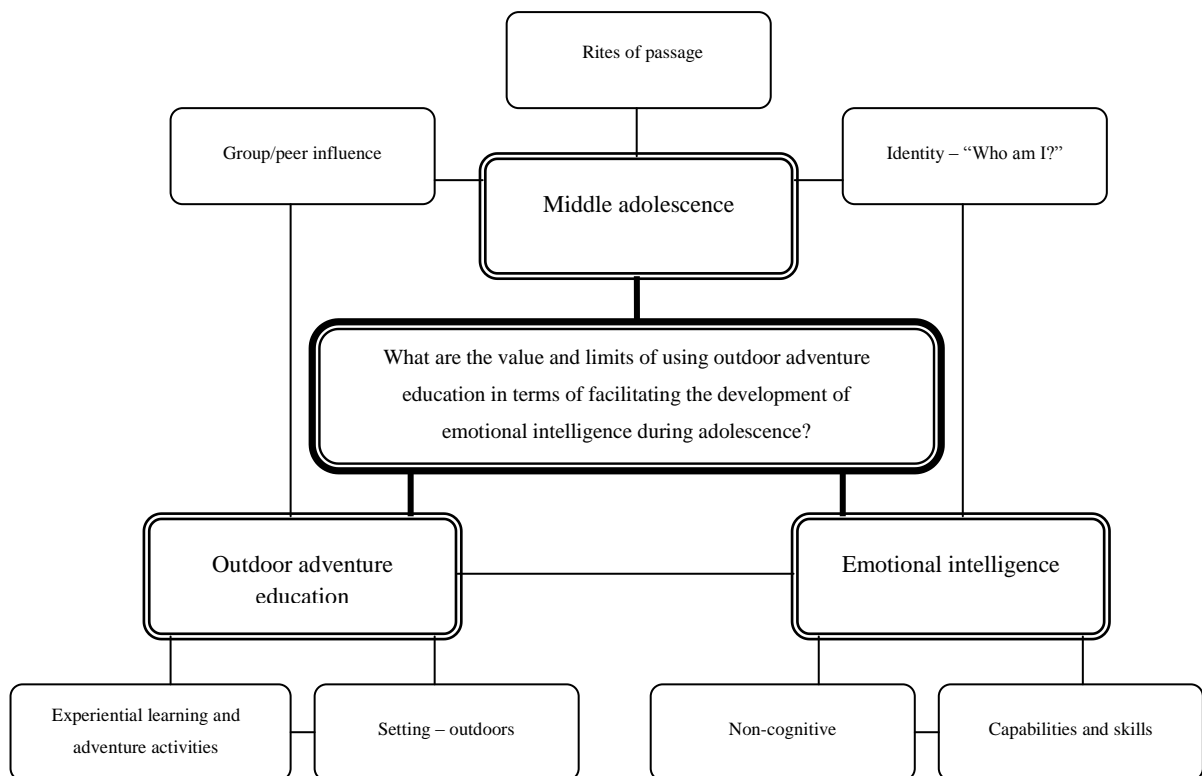 Rites of passage
Group/peer influence
Identity – “Who am I?”
Middle adolescence
What are the value and limits of using outdoor adventure
education in terms of facilitating the development of
emotional intelligence during adolescence?
Outdoor adventure
education
Emotional intelligence
Experiential learning and
adventure activities
Setting – outdoors
Non-cognitive
Capabilities and skills